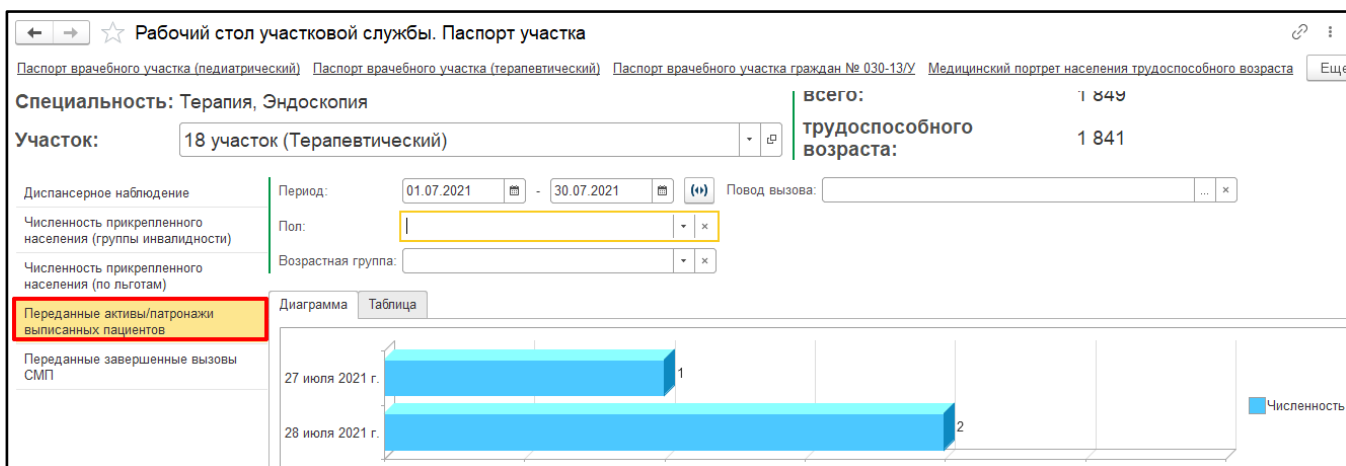 Рабочий стол участковой службы. Паспорт участка
Паспорт врачебного участка (педиатрический) Паспорт врачебного участка (терапевтический) Паспорт врачебного участка граждан № 030-13/У Медицинский портрет населения трудоспособного возраста Еще
Специальность: Терапия, Эндоскопия
всего: 1 849
Участок: 18 участок (Терапевтический)
трудоспособного возраста: 1 841
Диспансерное наблюдение
Численность прикрепленного
населения (группы инвалидности)
Численность прикрепленного
населения (по льготам)
Переданные активы/патронажи
выписанных пациентов
Переданные завершенные вызовы
СМП
Период: 01.07.2021 - 30.07.2021 Повод вызова:
Пол:
Возрастная группа:
Диаграмма Таблица
27 июля 2021 г. 1
28 июля 2021 г. 2
Численность